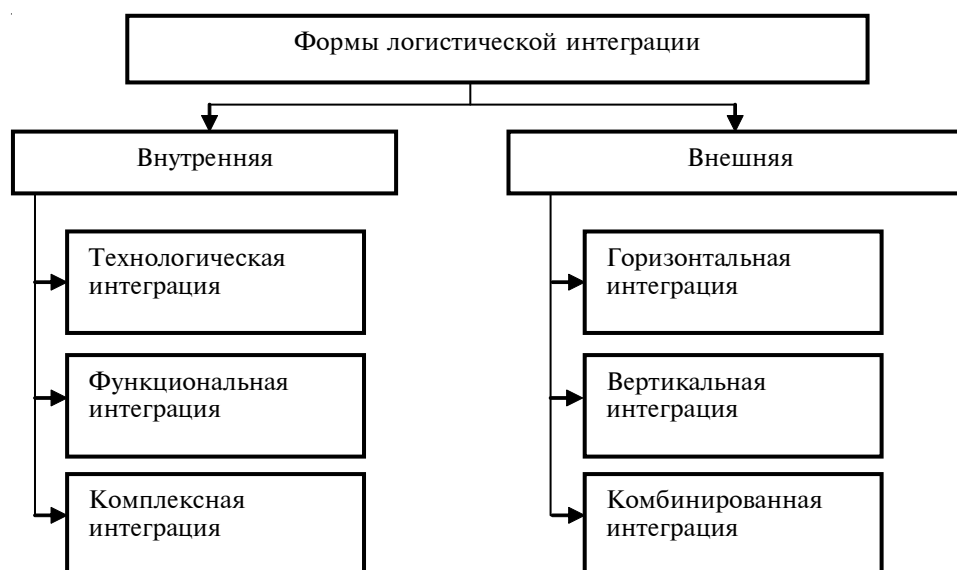 Формы логистической интеграции
Внутренняя
Внешняя
Технологическая
интеграция
Горизонтальная
интеграция
Функциональная
интеграция
Вертикальная
интеграция
Комплексная
интеграция
Комбинированная
интеграция